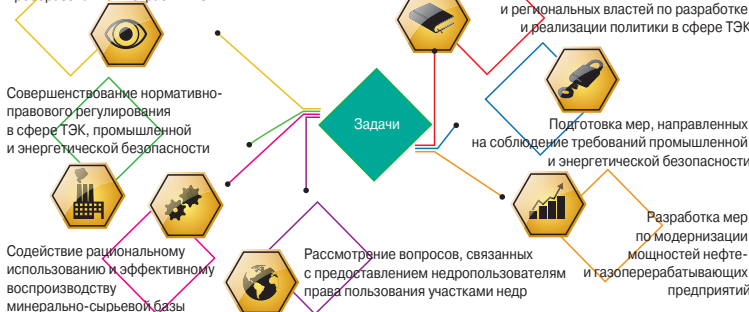 и региональных властей по разработке
и реализации политики в сфере ТЭК
Совершенствование нормативно-
правового регулирования
в сфере ТЭК, промышленной
и энергетической безопасности
Задачи
Подготовка мер, направленных
на соблюдение требований промышленной
и энергетической безопасности
Содействие рациональному
использованию и эффективному
воспроизводству
минерально-сырьевой базы
Рассмотрение вопросов, связанных
с предоставлением недропользователям
права пользования участками недр
Разработка мер
по модернизации
мощностей нефте-
и газоперерабатывающих
предприятий